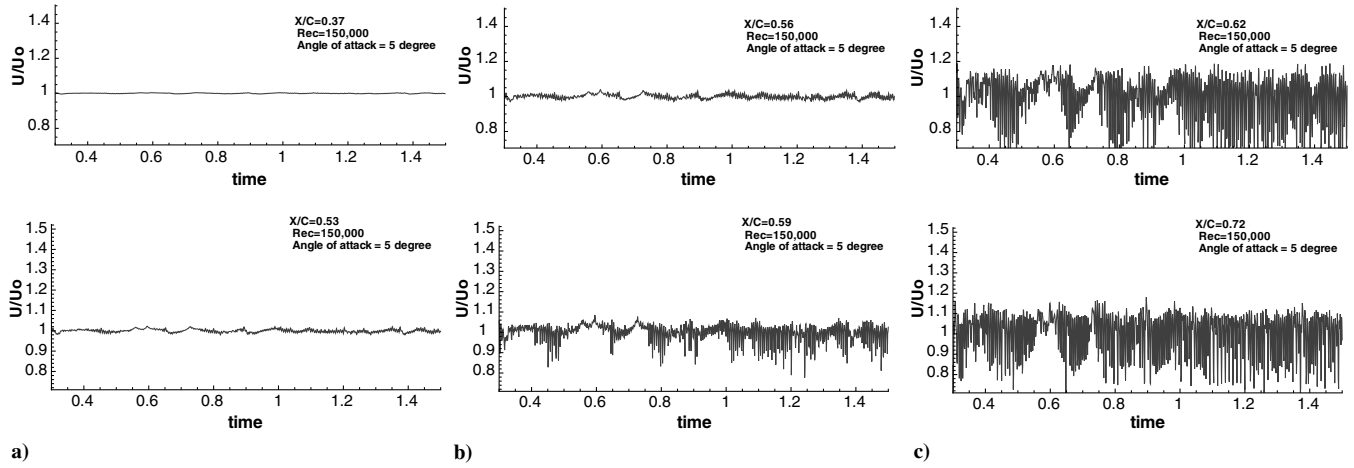 X/C=0.37
Rec=150,000
Angle of attack = 5 degree
U/Uo
1.4
1.2
1
0.8
0.4 0.6 0.8 1 1.2 1.4
time
X/C=0.53
Rec=150,000
Angle of attack = 5 degree
U/Uo
1.5
1.4
1.3
1.2
1.1
1
0.9
0.8
0.4 0.6 0.8 1 1.2 1.4
time
a)
X/C=0.56
Rec=150,000
Angle of attack = 5 degree
U/Uo
1.4
1.2
1
0.8
0.4 0.6 0.8 1 1.2 1.4
time
X/C=0.59
Rec=150,000
Angle of attack = 5 degree
U/Uo
1.5
1.4
1.3
1.2
1.1
1
0.9
0.8
0.4 0.6 0.8 1 1.2 1.4
time
b)
X/C=0.62
Rec=150,000
Angle of attack = 5 degree
U/Uo
1.4
1.2
1
0.8
0.4 0.6 0.8 1 1.2 1.4
time
X/C=0.72
Rec=150,000
Angle of attack = 5 degree
U/Uo
1.5
1.4
1.3
1.2
1.1
1
0.9
0.8
0.4 0.6 0.8 1 1.2 1.4
time
c)